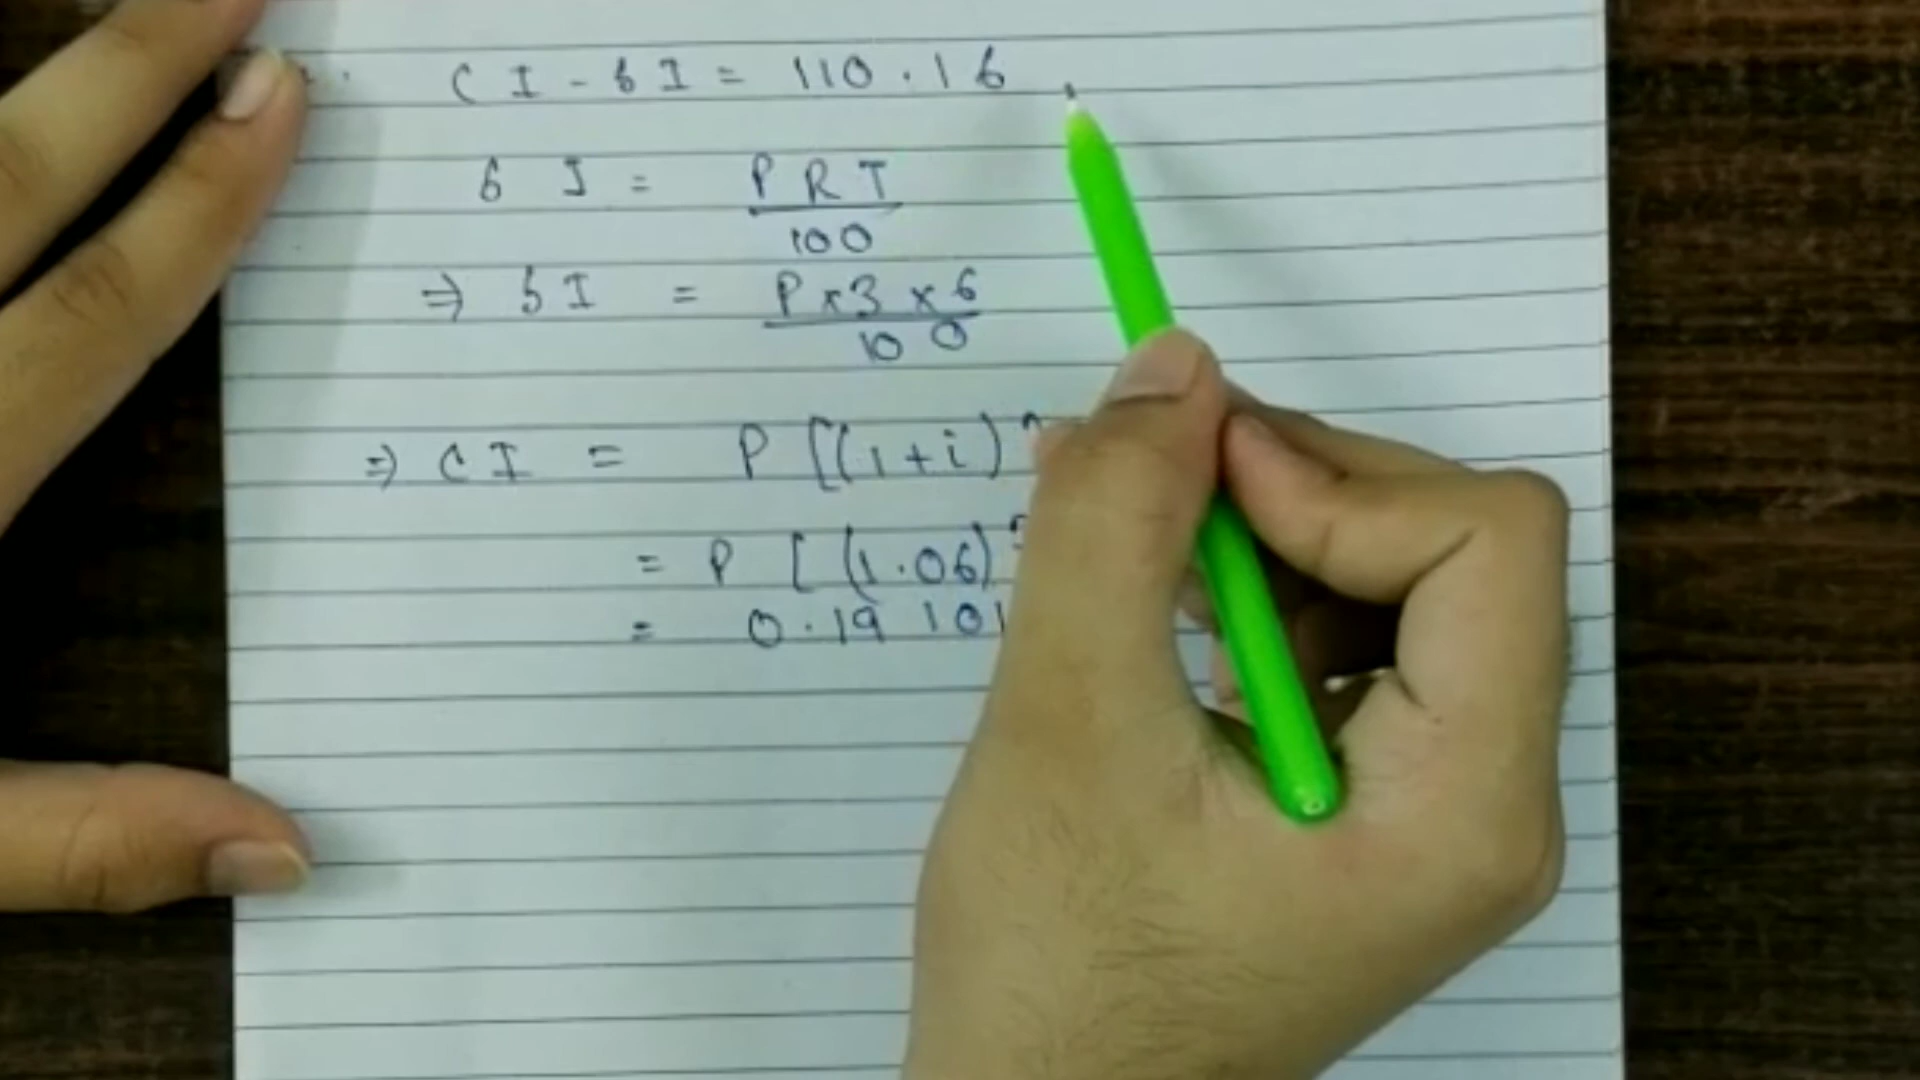 CI - SI = 110.16
SI = PRT
100
⇒ SI = P×3×6
100
⇒ CI = P[(1+i)
= P [(1.06)
= 0.19101